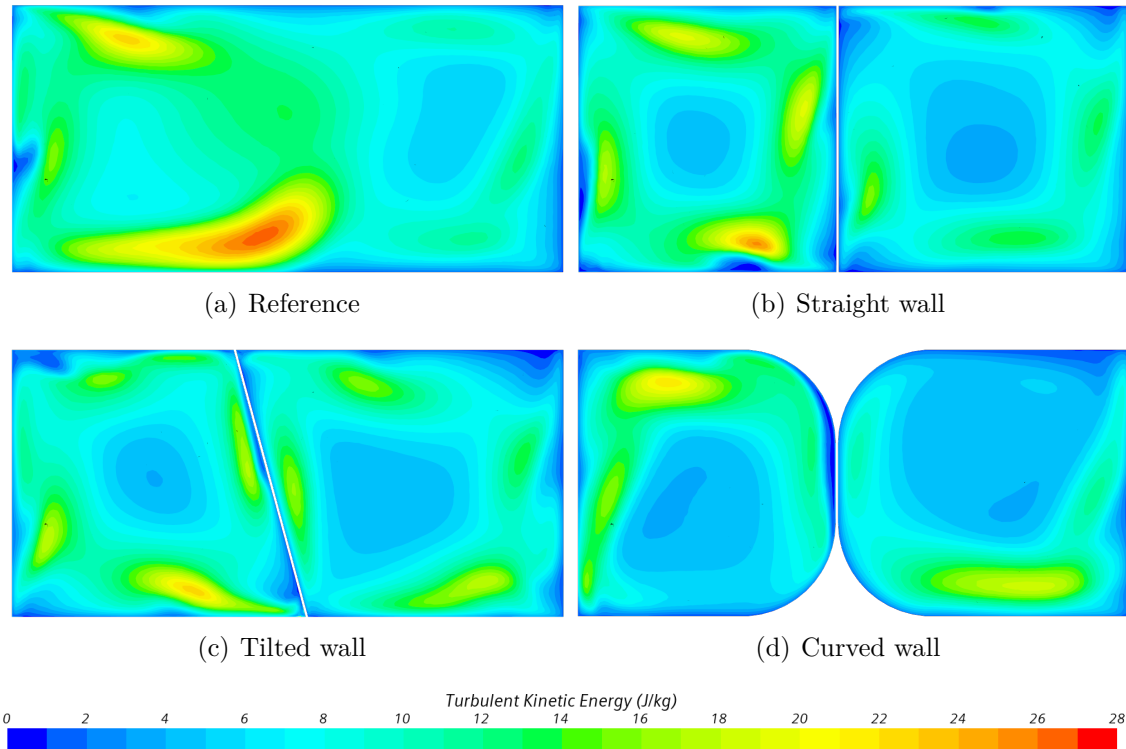 (a) Reference
(b) Straight wall
(c) Tilted wall
(d) Curved wall
Turbulent Kinetic Energy (J/kg)
0 2 4 6 8 10 12 14 16 18 20 22 24 26 28